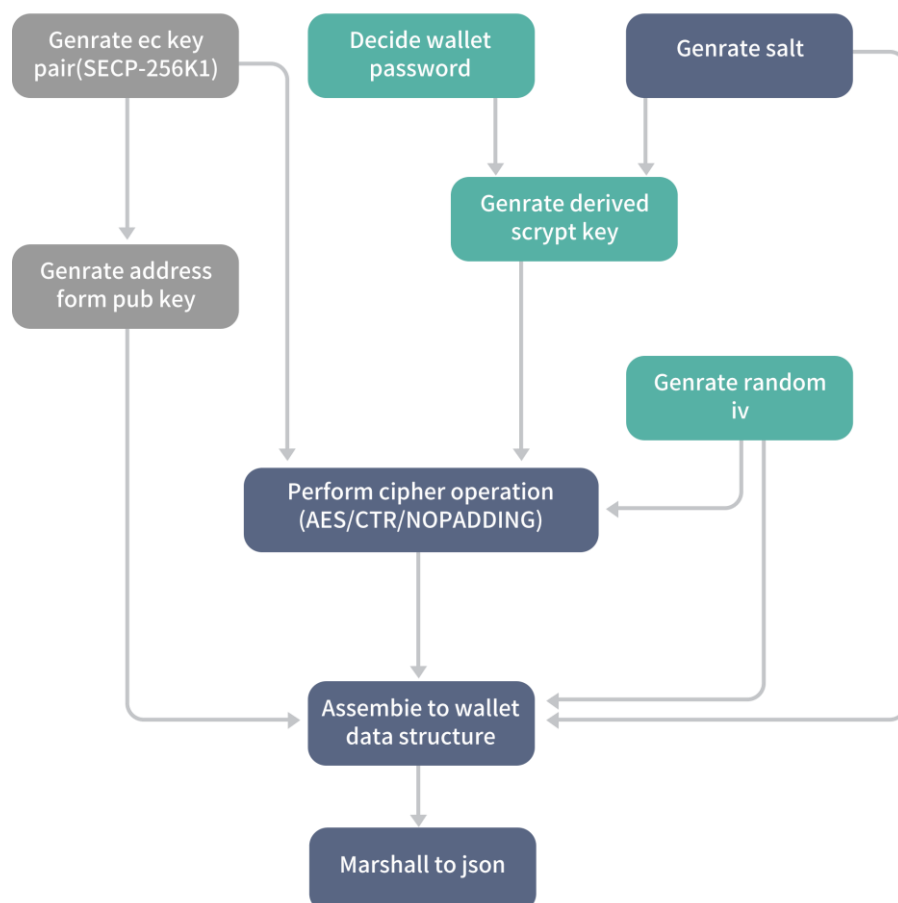 Genrate ec key
pair(SECP-256K1)
Decide wallet
password
Genrate salt
Genrate derived
scrypt key
Genrate address
form pub key
Genrate random
iv
Perform cipher operation
(AES/CTR/NOPADDING)
Assembie to wallet
data structure
Marshall to json